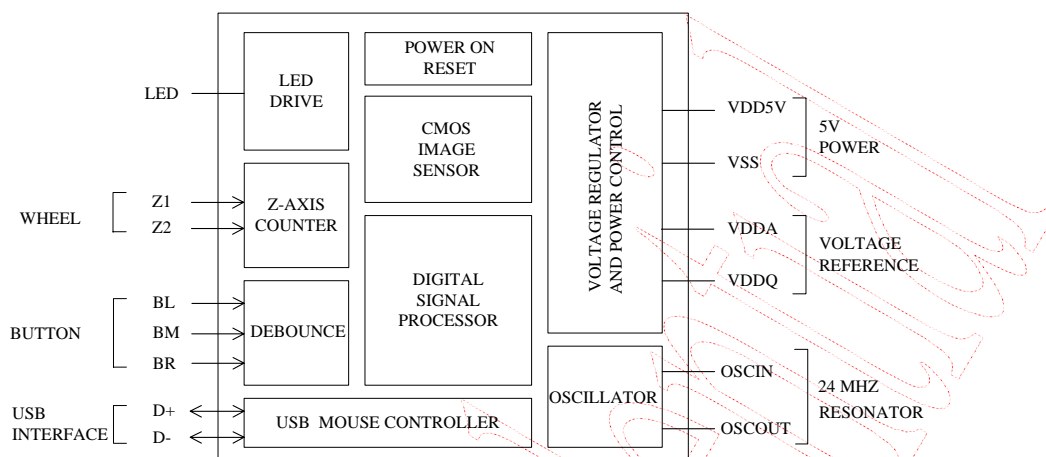 LED
WHEEL
Z1
Z2
BUTTON
BL
BM
BR
USB
INTERFACE
D+
D-
LED
DRIVE
Z-AXIS
COUNTER
DEBOUNCE
USB MOUSE CONTROLLER
POWER ON
RESET
CMOS
IMAGE
SENSOR
DIGITAL
SIGNAL
PROCESSOR
VOLTAGE REGULATOR
AND POWER CONTROL
OSCILLATOR
VDD5V
VSS
5V
POWER
VDDA
VDDQ
VOLTAGE
REFERENCE
OSCIN
OSCOUT
24 MHZ
RESONATOR